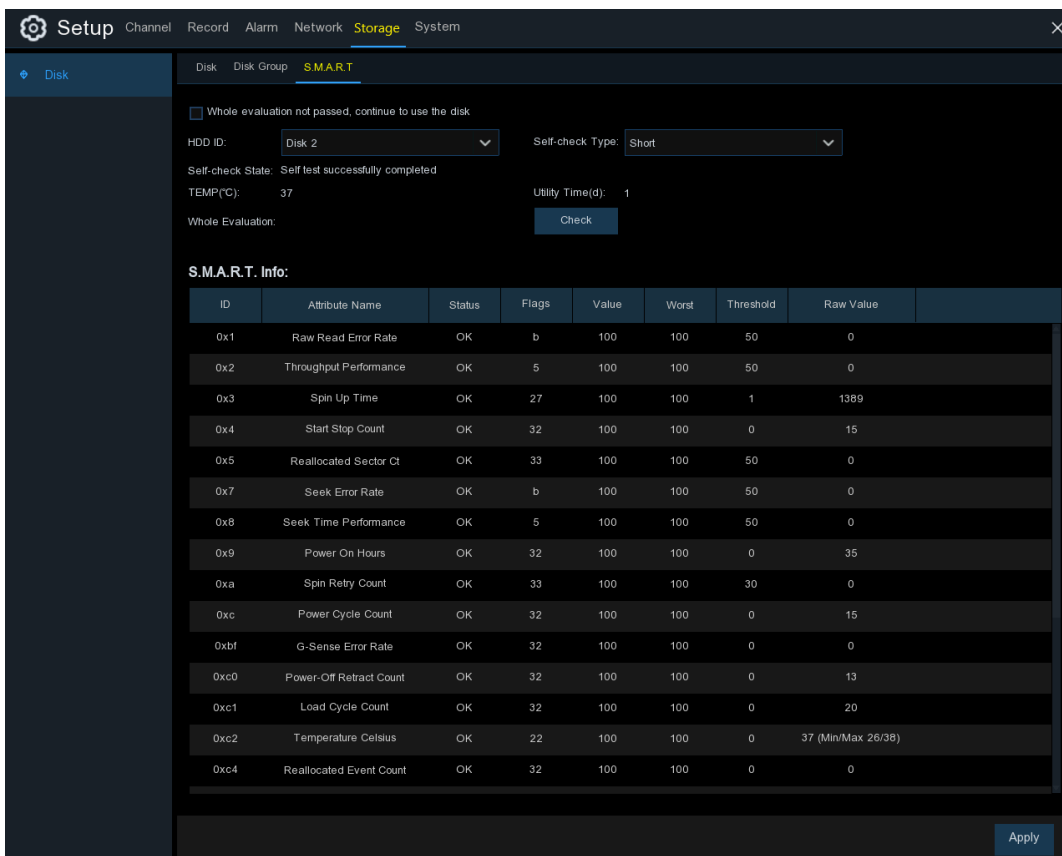 Setup Channel Record Alarm Network Storage System
Disk
Disk Disk Group S.M.A.R.T
Whole evaluation not passed, continue to use the disk
HDD ID: Disk 2 Self-check Type: Short
Self-check State: Self test successfully completed
TEMP(°C): 37 Utility Time(d): 1
Whole Evaluation: Check
S.M.A.R.T. Info:
ID Attribute Name Status Flags Value Worst Threshold Raw Value
0x1 Raw Read Error Rate OK b 100 100 50 0
0x2 Throughput Performance OK 5 100 100 50 0
0x3 Spin Up Time OK 27 100 100 1 1389
0x4 Start Stop Count OK 32 100 100 0 15
0x5 Reallocated Sector Ct OK 33 100 100 50 0
0x7 Seek Error Rate OK b 100 100 50 0
0x8 Seek Time Performance OK 5 100 100 50 0
0x9 Power On Hours OK 32 100 100 0 35
0xa Spin Retry Count OK 33 100 100 30 0
0xc Power Cycle Count OK 32 100 100 0 15
0xbf G-Sense Error Rate OK 32 100 100 0 0
0xc0 Power-Off Retract Count OK 32 100 100 0 13
0xc1 Load Cycle Count OK 32 100 100 0 20
0xc2 Temperature Celsius OK 22 100 100 0 37 (Min/Max 26/38)
0xc4 Reallocated Event Count OK 32 100 100 0 0
Apply